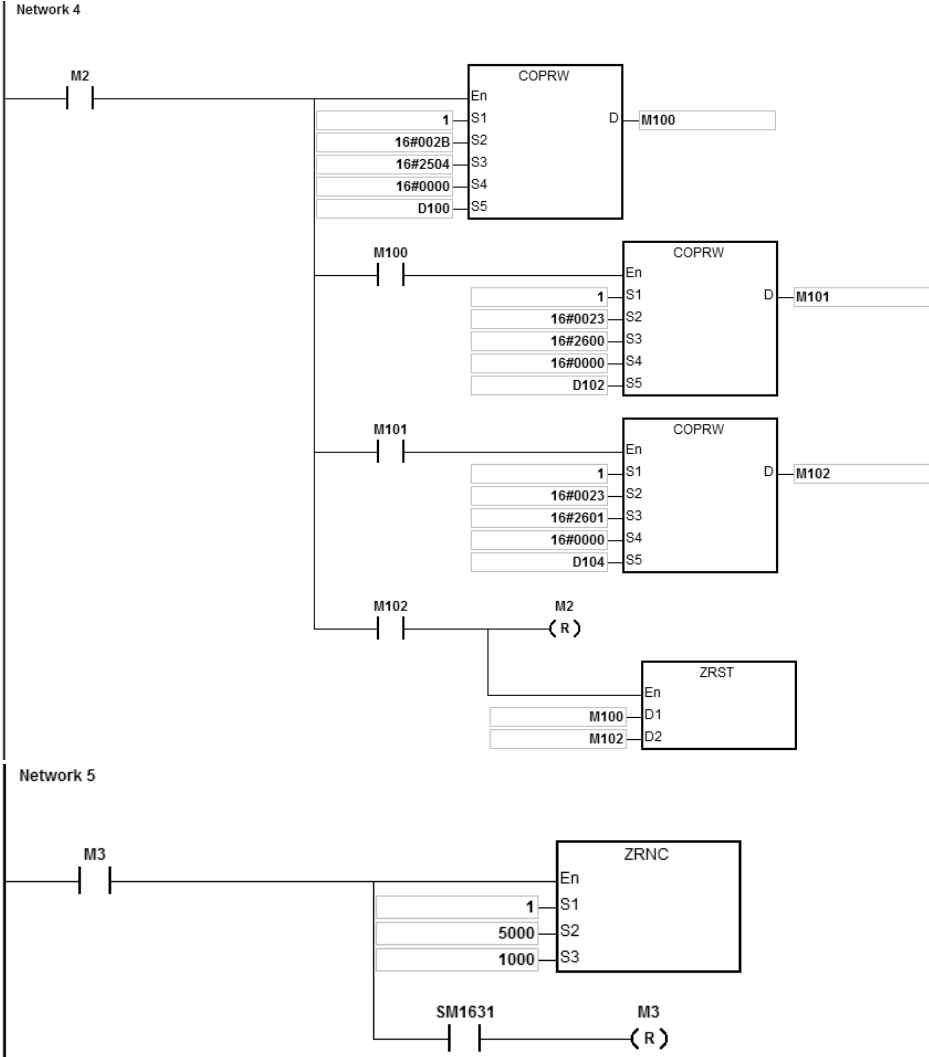 Network 4
M2
COPRW
En
1 S1 D M100
16#002B S2
16#2504 S3
16#0000 S4
D100 S5
M100
COPRW
En
1 S1 D M101
16#0023 S2
16#2600 S3
16#0000 S4
D102 S5
M101
COPRW
En
1 S1 D M102
16#0023 S2
16#2601 S3
16#0000 S4
D104 S5
M102 M2
( R )
ZRST
En
M100 D1
M102 D2
Network 5
M3
ZRNC
En
1 S1
5000 S2
1000 S3
SM1631 M3
( R )